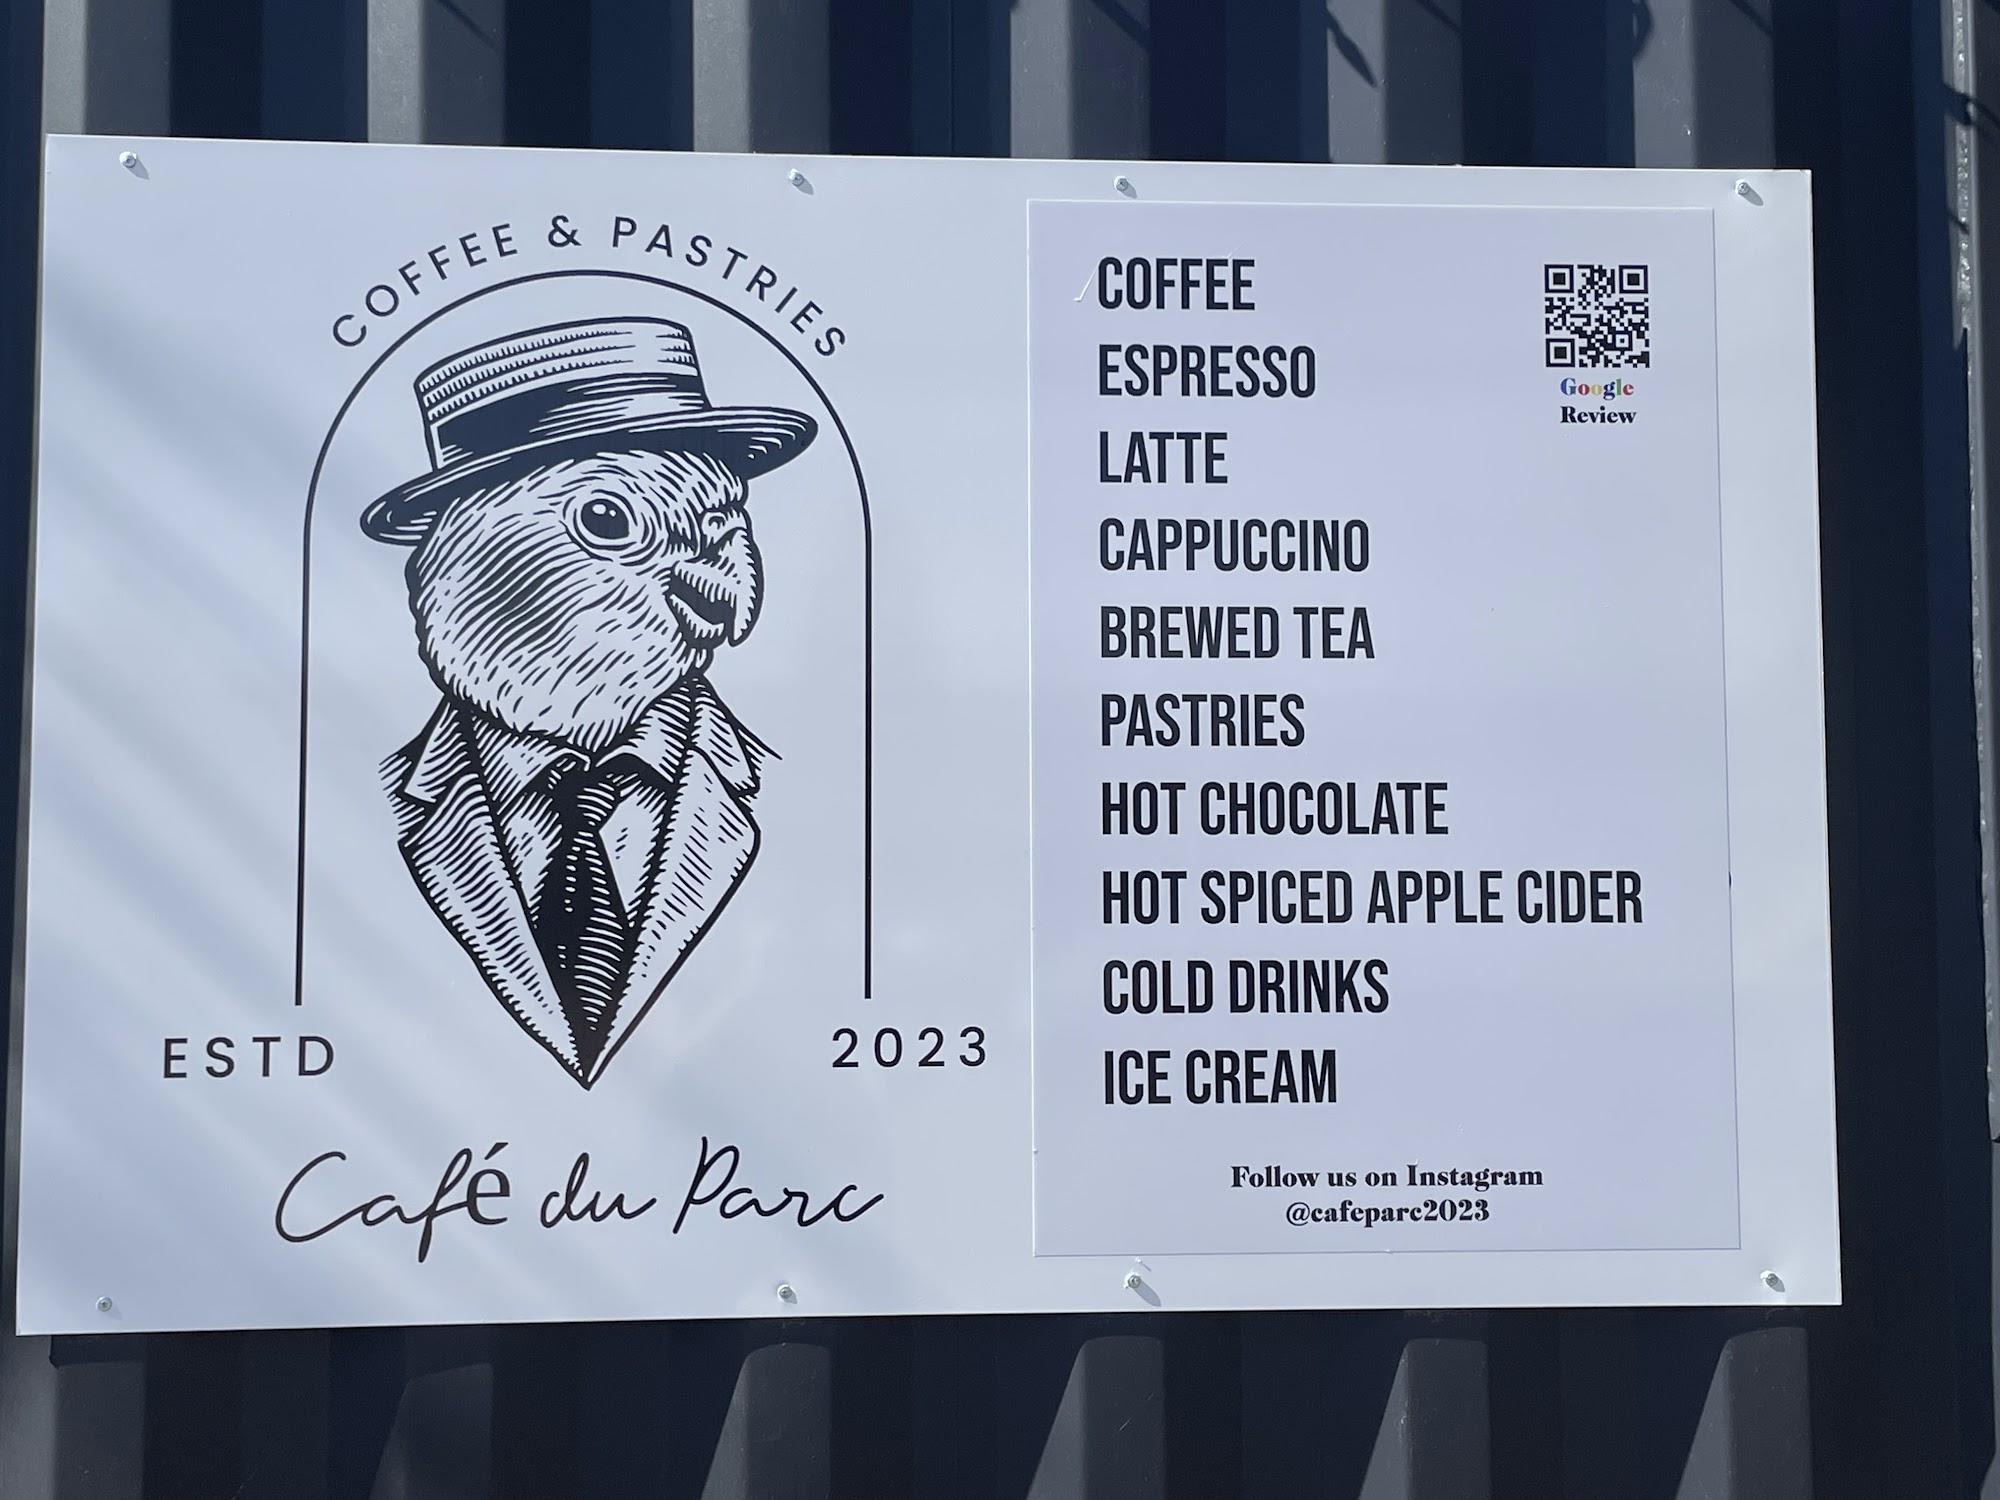 COFFEE & PASTRIES
ESTD 2023
Café du Parc
COFFEE
ESPRESSO
LATTE
CAPPUCCINO
BREWED TEA
PASTRIES
HOT CHOCOLATE
HOT SPICED APPLE CIDER
COLD DRINKS
ICE CREAM
Google
Review
Follow us on Instagram
@cafeparc2023